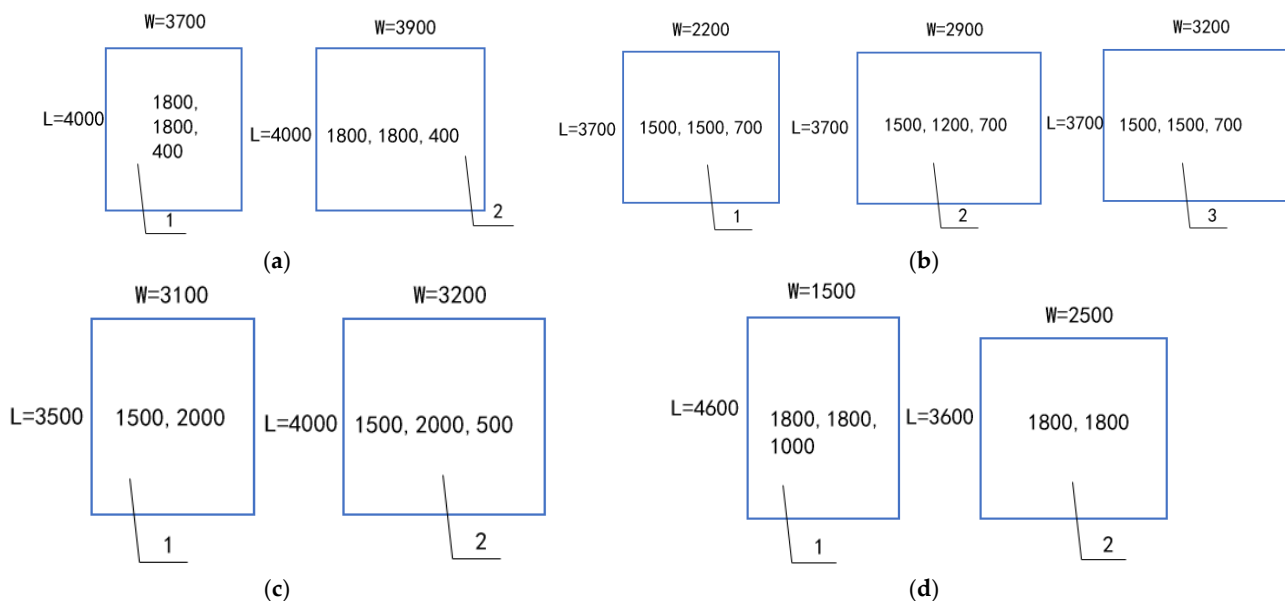 W=3700
W=3900
L=4000
1800,
1800,
400
L=4000
1800, 1800, 400
1
2
(a)
W=2200
W=2900
W=3200
L=3700
1500, 1500, 700
L=3700
1500, 1200, 700
L=3700
1500, 1500, 700
1
2
3
(b)
W=3100
W=3200
L=3500
1500, 2000
L=4000
1500, 2000, 500
1
2
(c)
W=1500
W=2500
L=4600
1800, 1800,
1000
L=3600
1800, 1800
1
2
(d)